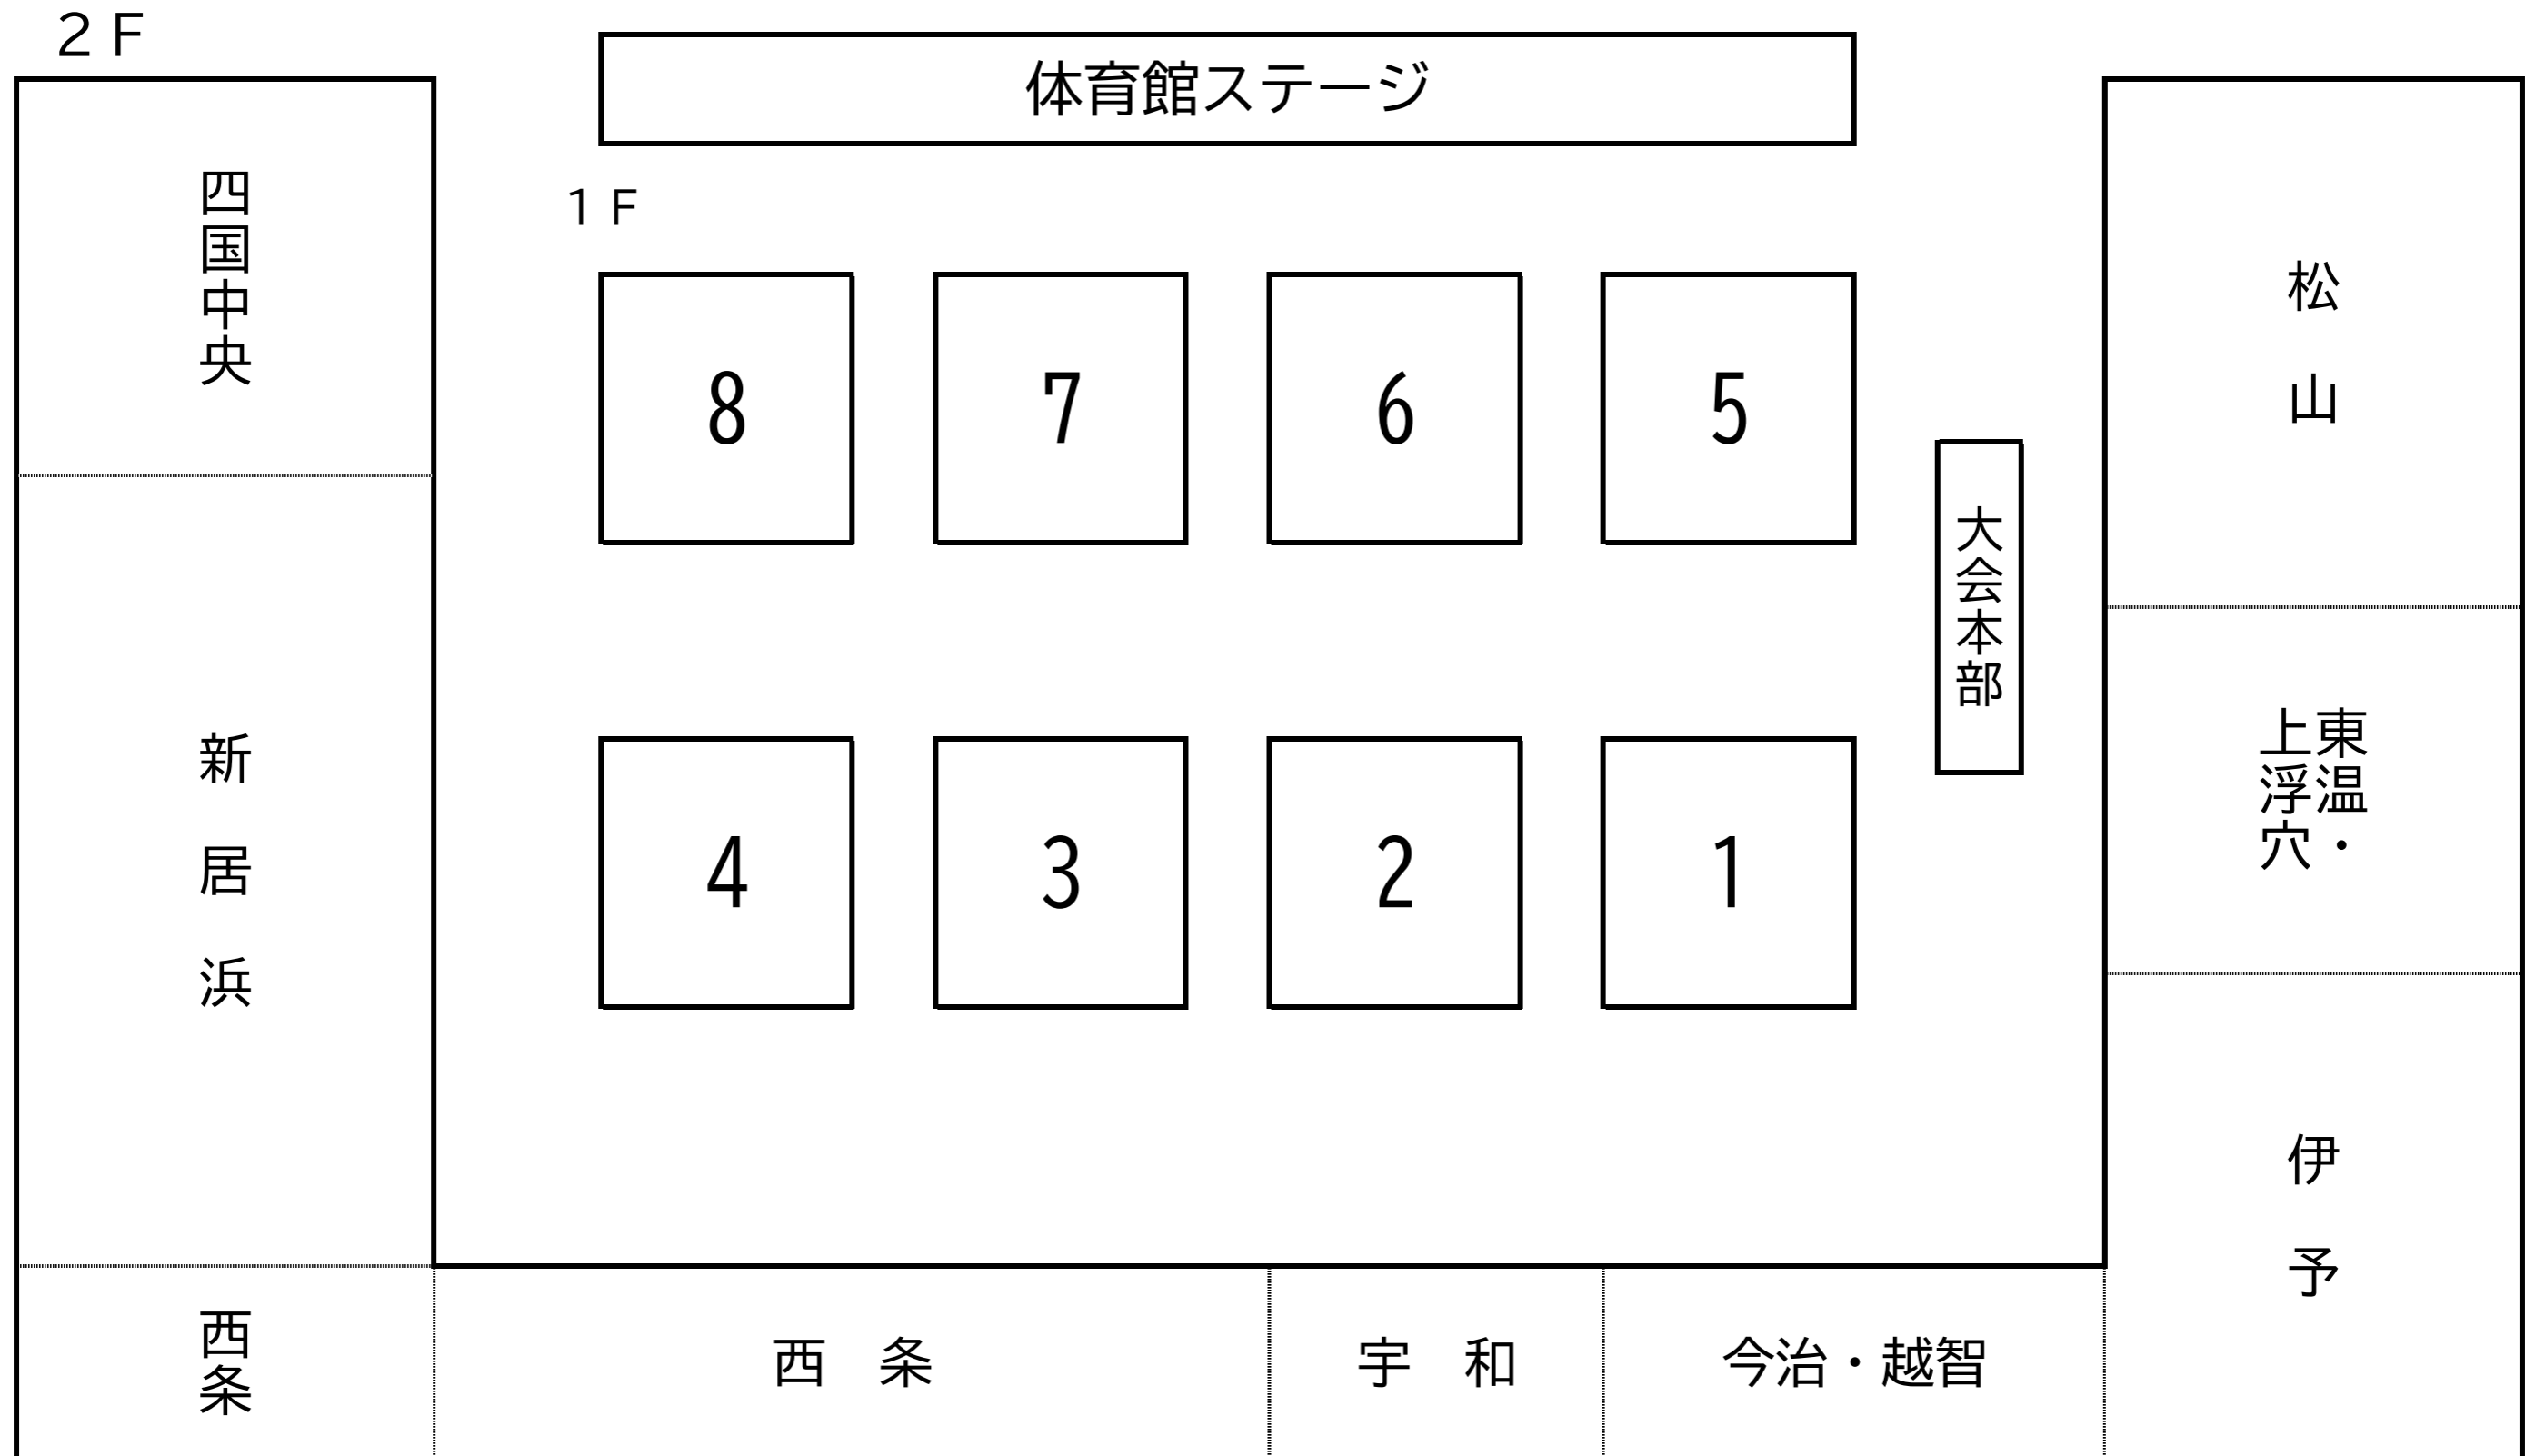 ２Ｆ
体育館ステージ
１Ｆ
四国中央
8
7
6
5
松山
大会本部
新居浜
東温・
上浮穴
4
3
2
1
伊予
西条
西　条
宇　和
今治・越智